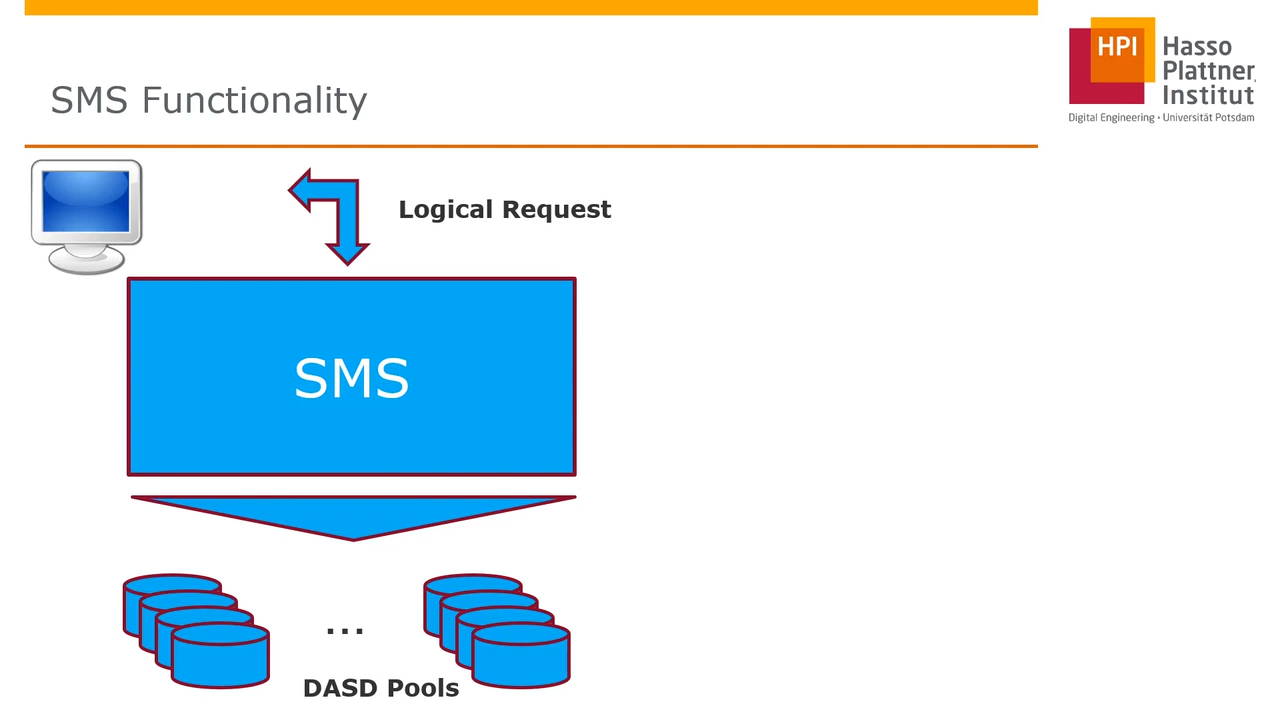 SMS Functionality
HPI
Hasso
Plattner
Institut
Digital Engineering • Universität Potsdam
Logical Request
SMS
...
DASD Pools